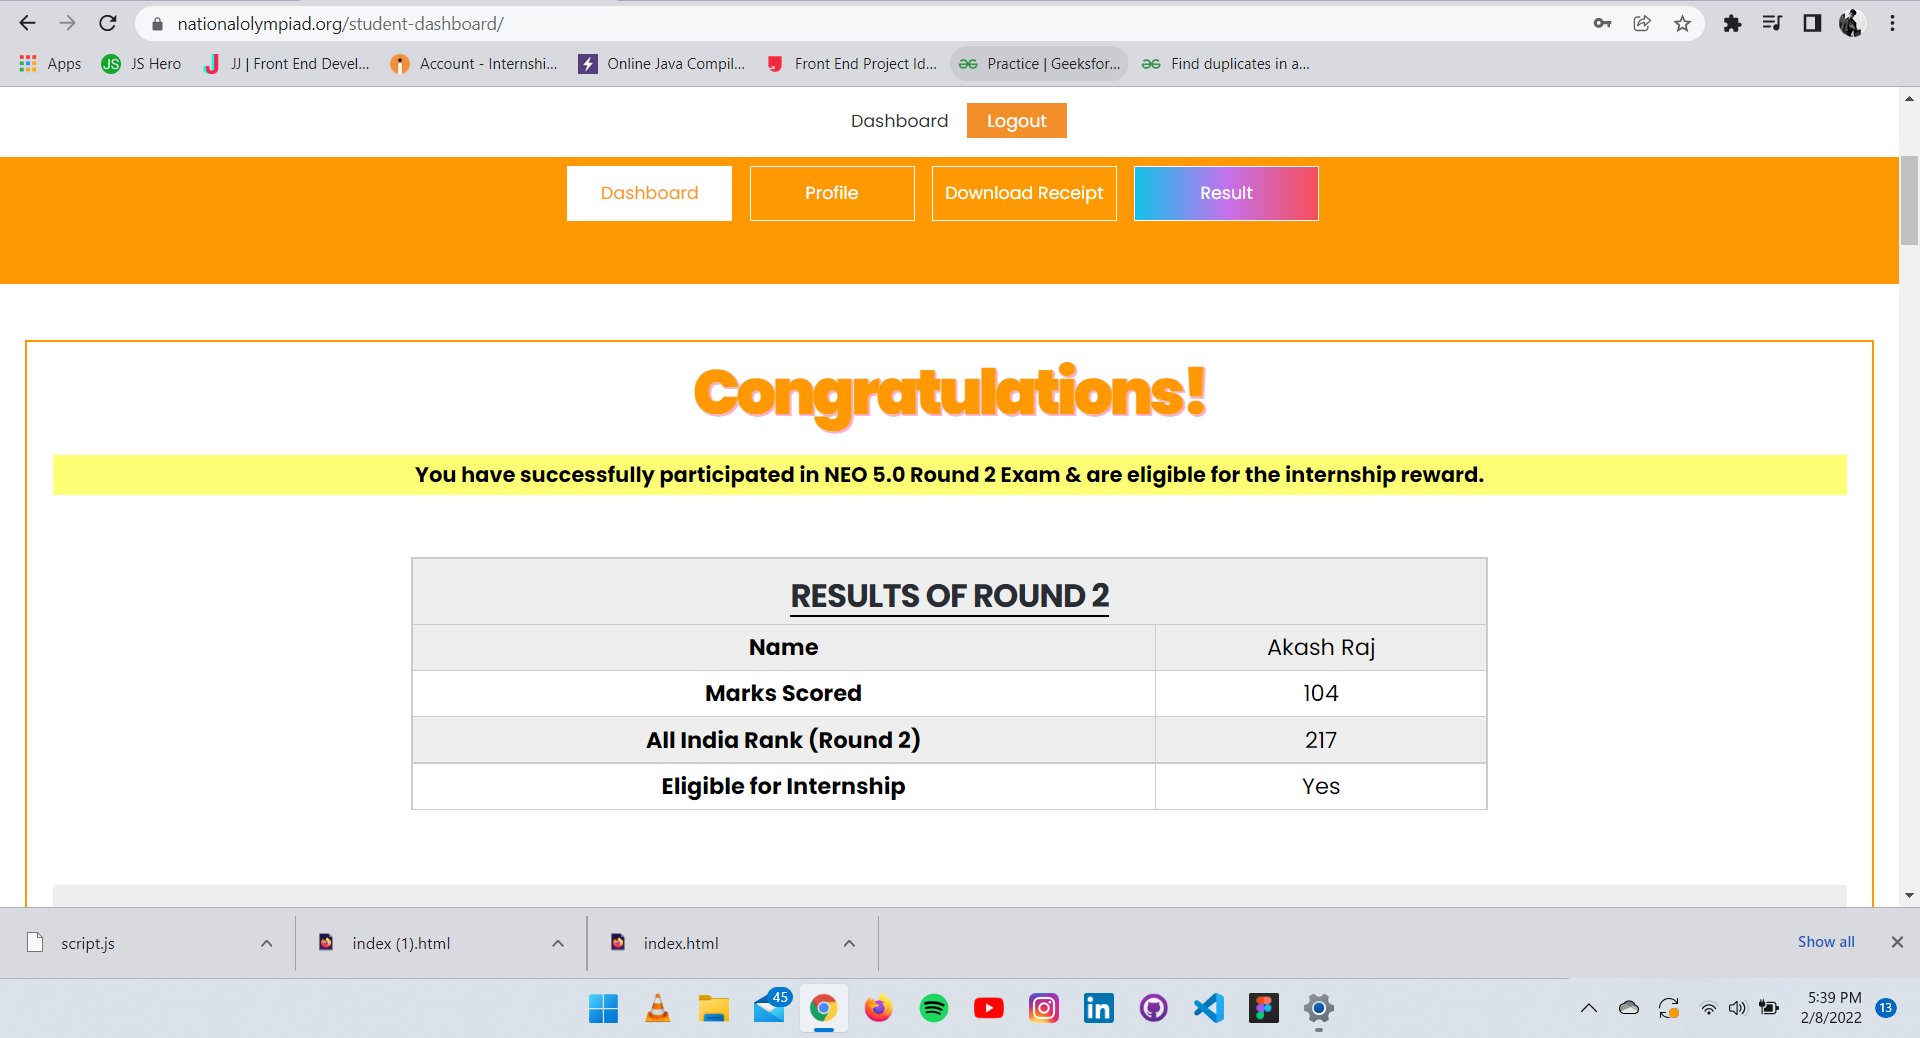 nationalolympiad.org/student-dashboard/
Apps JS JS Hero JJ | Front End Devel... Account - Internshi... Online Java Compil... Front End Project Id... Practice | Geeksfor... Find duplicates in a...
Dashboard Logout
Dashboard Profile Download Receipt Result
Congratulations!
You have successfully participated in NEO 5.0 Round 2 Exam & are eligible for the internship reward.
RESULTS OF ROUND 2
Name Akash Raj
Marks Scored 104
All India Rank (Round 2) 217
Eligible for Internship Yes
script.js index (1).html index.html Show all
45
5:39 PM
2/8/2022 13